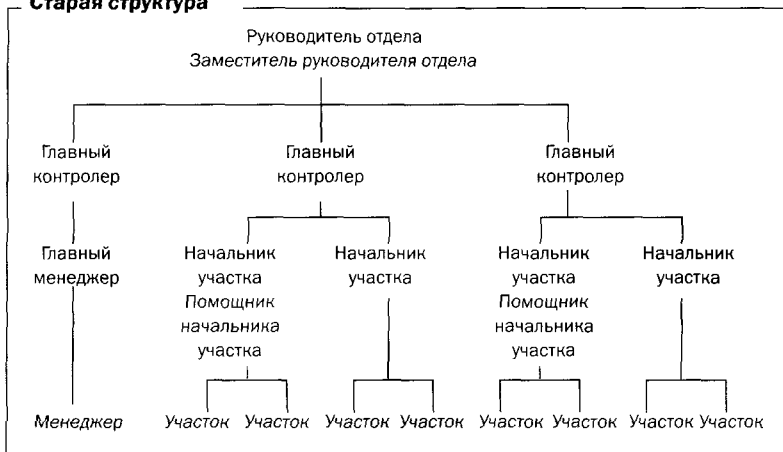 Старая структура
Руководитель отдела
Заместитель руководителя отдела
Главный контролер Главный контролер Главный контролер
Главный менеджер
Начальник участка
Помощник начальника участка
Начальник участка
Начальник участка
Помощник начальника участка
Начальник участка
Менеджер Участок Участок Участок Участок Участок Участок Участок Участок